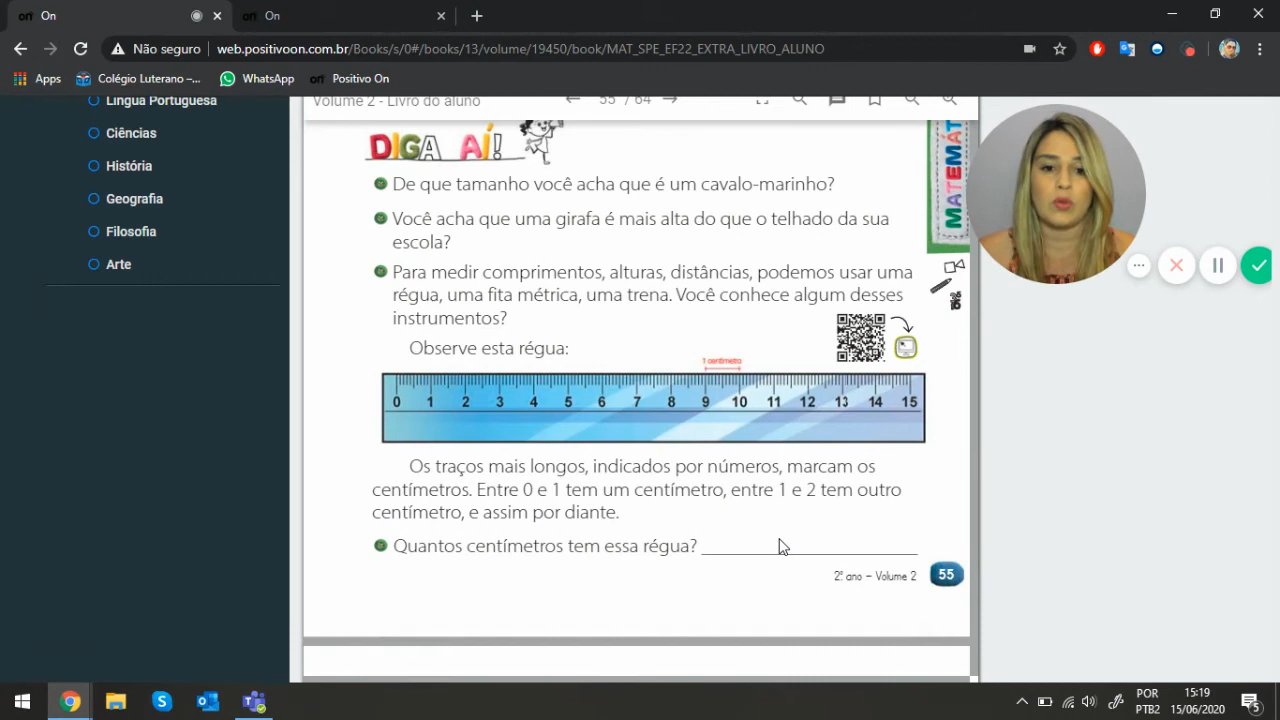 On
On
Não seguro
web.positivoon.com.br/Books/s/0#/books/13/volume/19450/book/MAT_SPE_EF22_EXTRA_LIVRO_ALUNO
Apps
Colégio Luterano –...
WhatsApp
Positivo On
Língua Portuguesa
Ciências
História
Geografia
Filosofia
Arte
Volume 2 - Livro do aluno
55 / 64
DIGA AÍ!
MATEMÁT
De que tamanho você acha que é um cavalo-marinho?
Você acha que uma girafa é mais alta do que o telhado da sua
escola?
Para medir comprimentos, alturas, distâncias, podemos usar uma
régua, uma fita métrica, uma trena. Você conhece algum desses
instrumentos?
Observe esta régua:
1 centímetro
0 1 2 3 4 5 6 7 8 9 10 11 12 13 14 15
Os traços mais longos, indicados por números, marcam os
centímetros. Entre 0 e 1 tem um centímetro, entre 1 e 2 tem outro
centímetro, e assim por diante.
Quantos centímetros tem essa régua?
2º. ano – Volume 2
55
POR
PTB2
15:19
15/06/2020
5